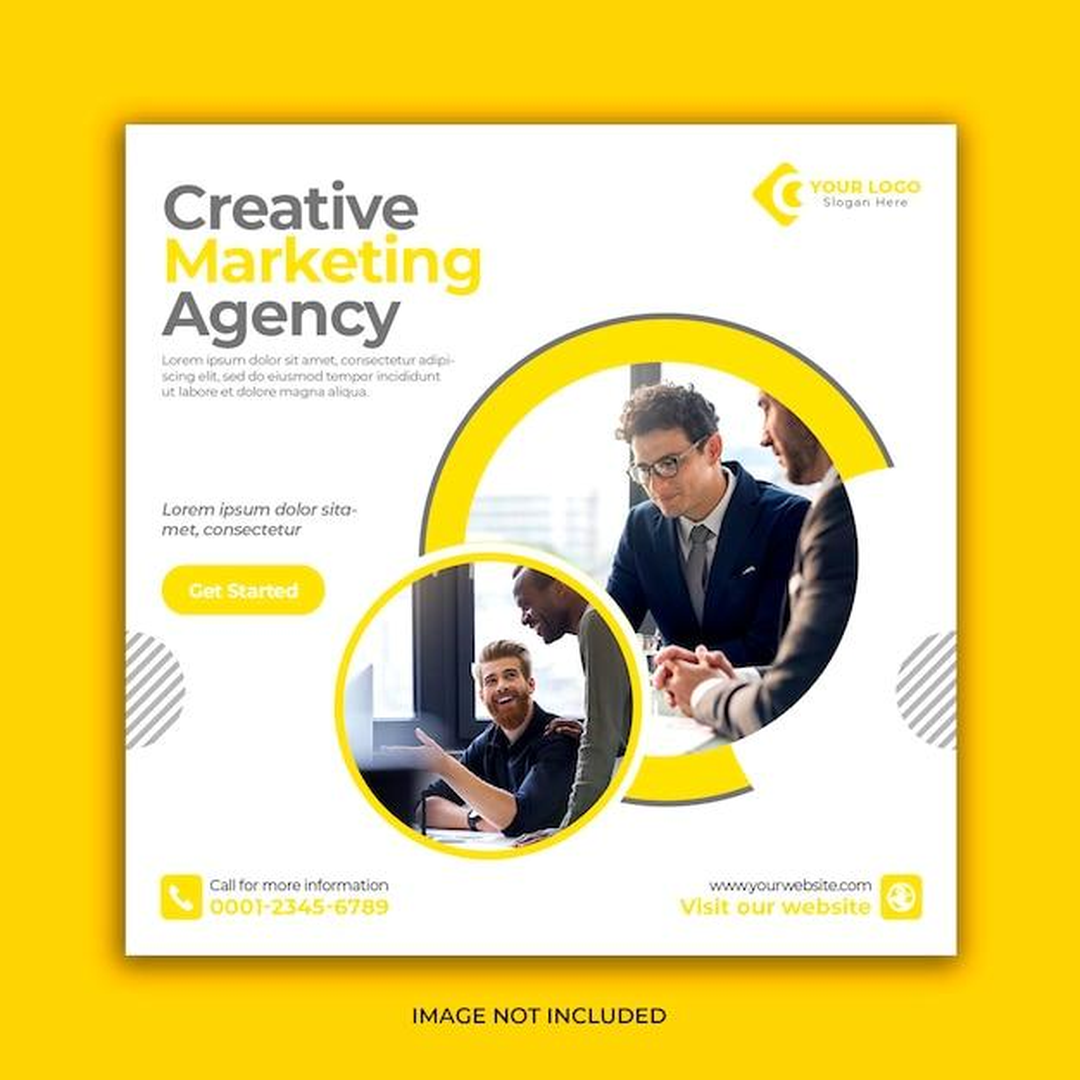 Creative
Marketing
Agency
YOUR LOGO
Slogan Here
Lorem ipsum dolor sit amet, consectetur adipi-
scing elit, sed do eiusmod tempor incididunt
ut labore et dolore magna aliqua.
Lorem ipsum dolor sita-
met, consectetur
Get Started
Call for more information
0001-2345-6789
www.yourwebsite.com
Visit our website
IMAGE NOT INCLUDED